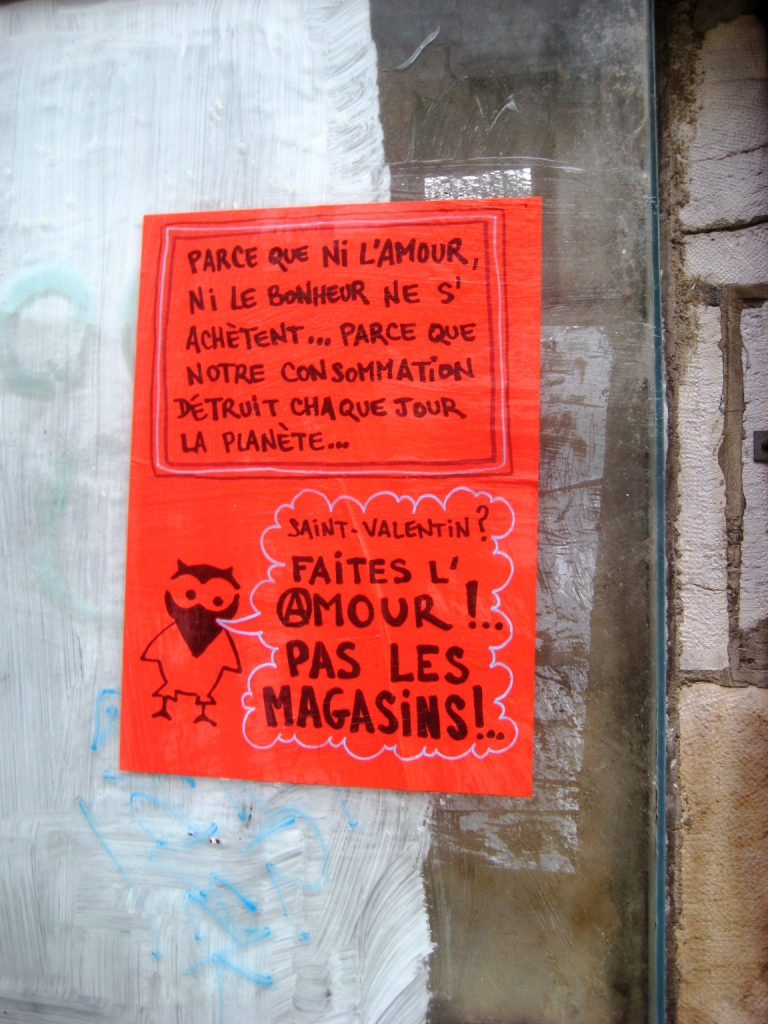 PARCE QUE Ni L'AMOUR,
Ni LE BONHEUR NE S'
ACHÈTENT... PARCE QUE
NOTRE CONSOMMATiON
DÉTRUIT CHAQUE JOUR
LA PLANÈTE...
SAINT-VALENTIN?
FAiTES L'
AMOUR!..
PAS LES
MAGASiNS!..